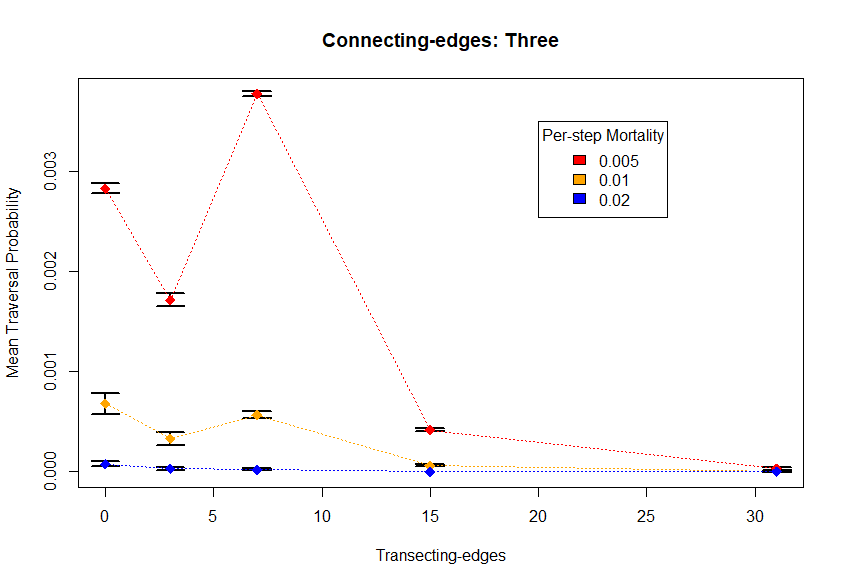 Connecting-edges: Three
Mean Traversal Probability
0.003
0.002
0.001
0.000
Per-step Mortality
0.005
0.01
0.02
0 5 10 15 20 25 30
Transecting-edges